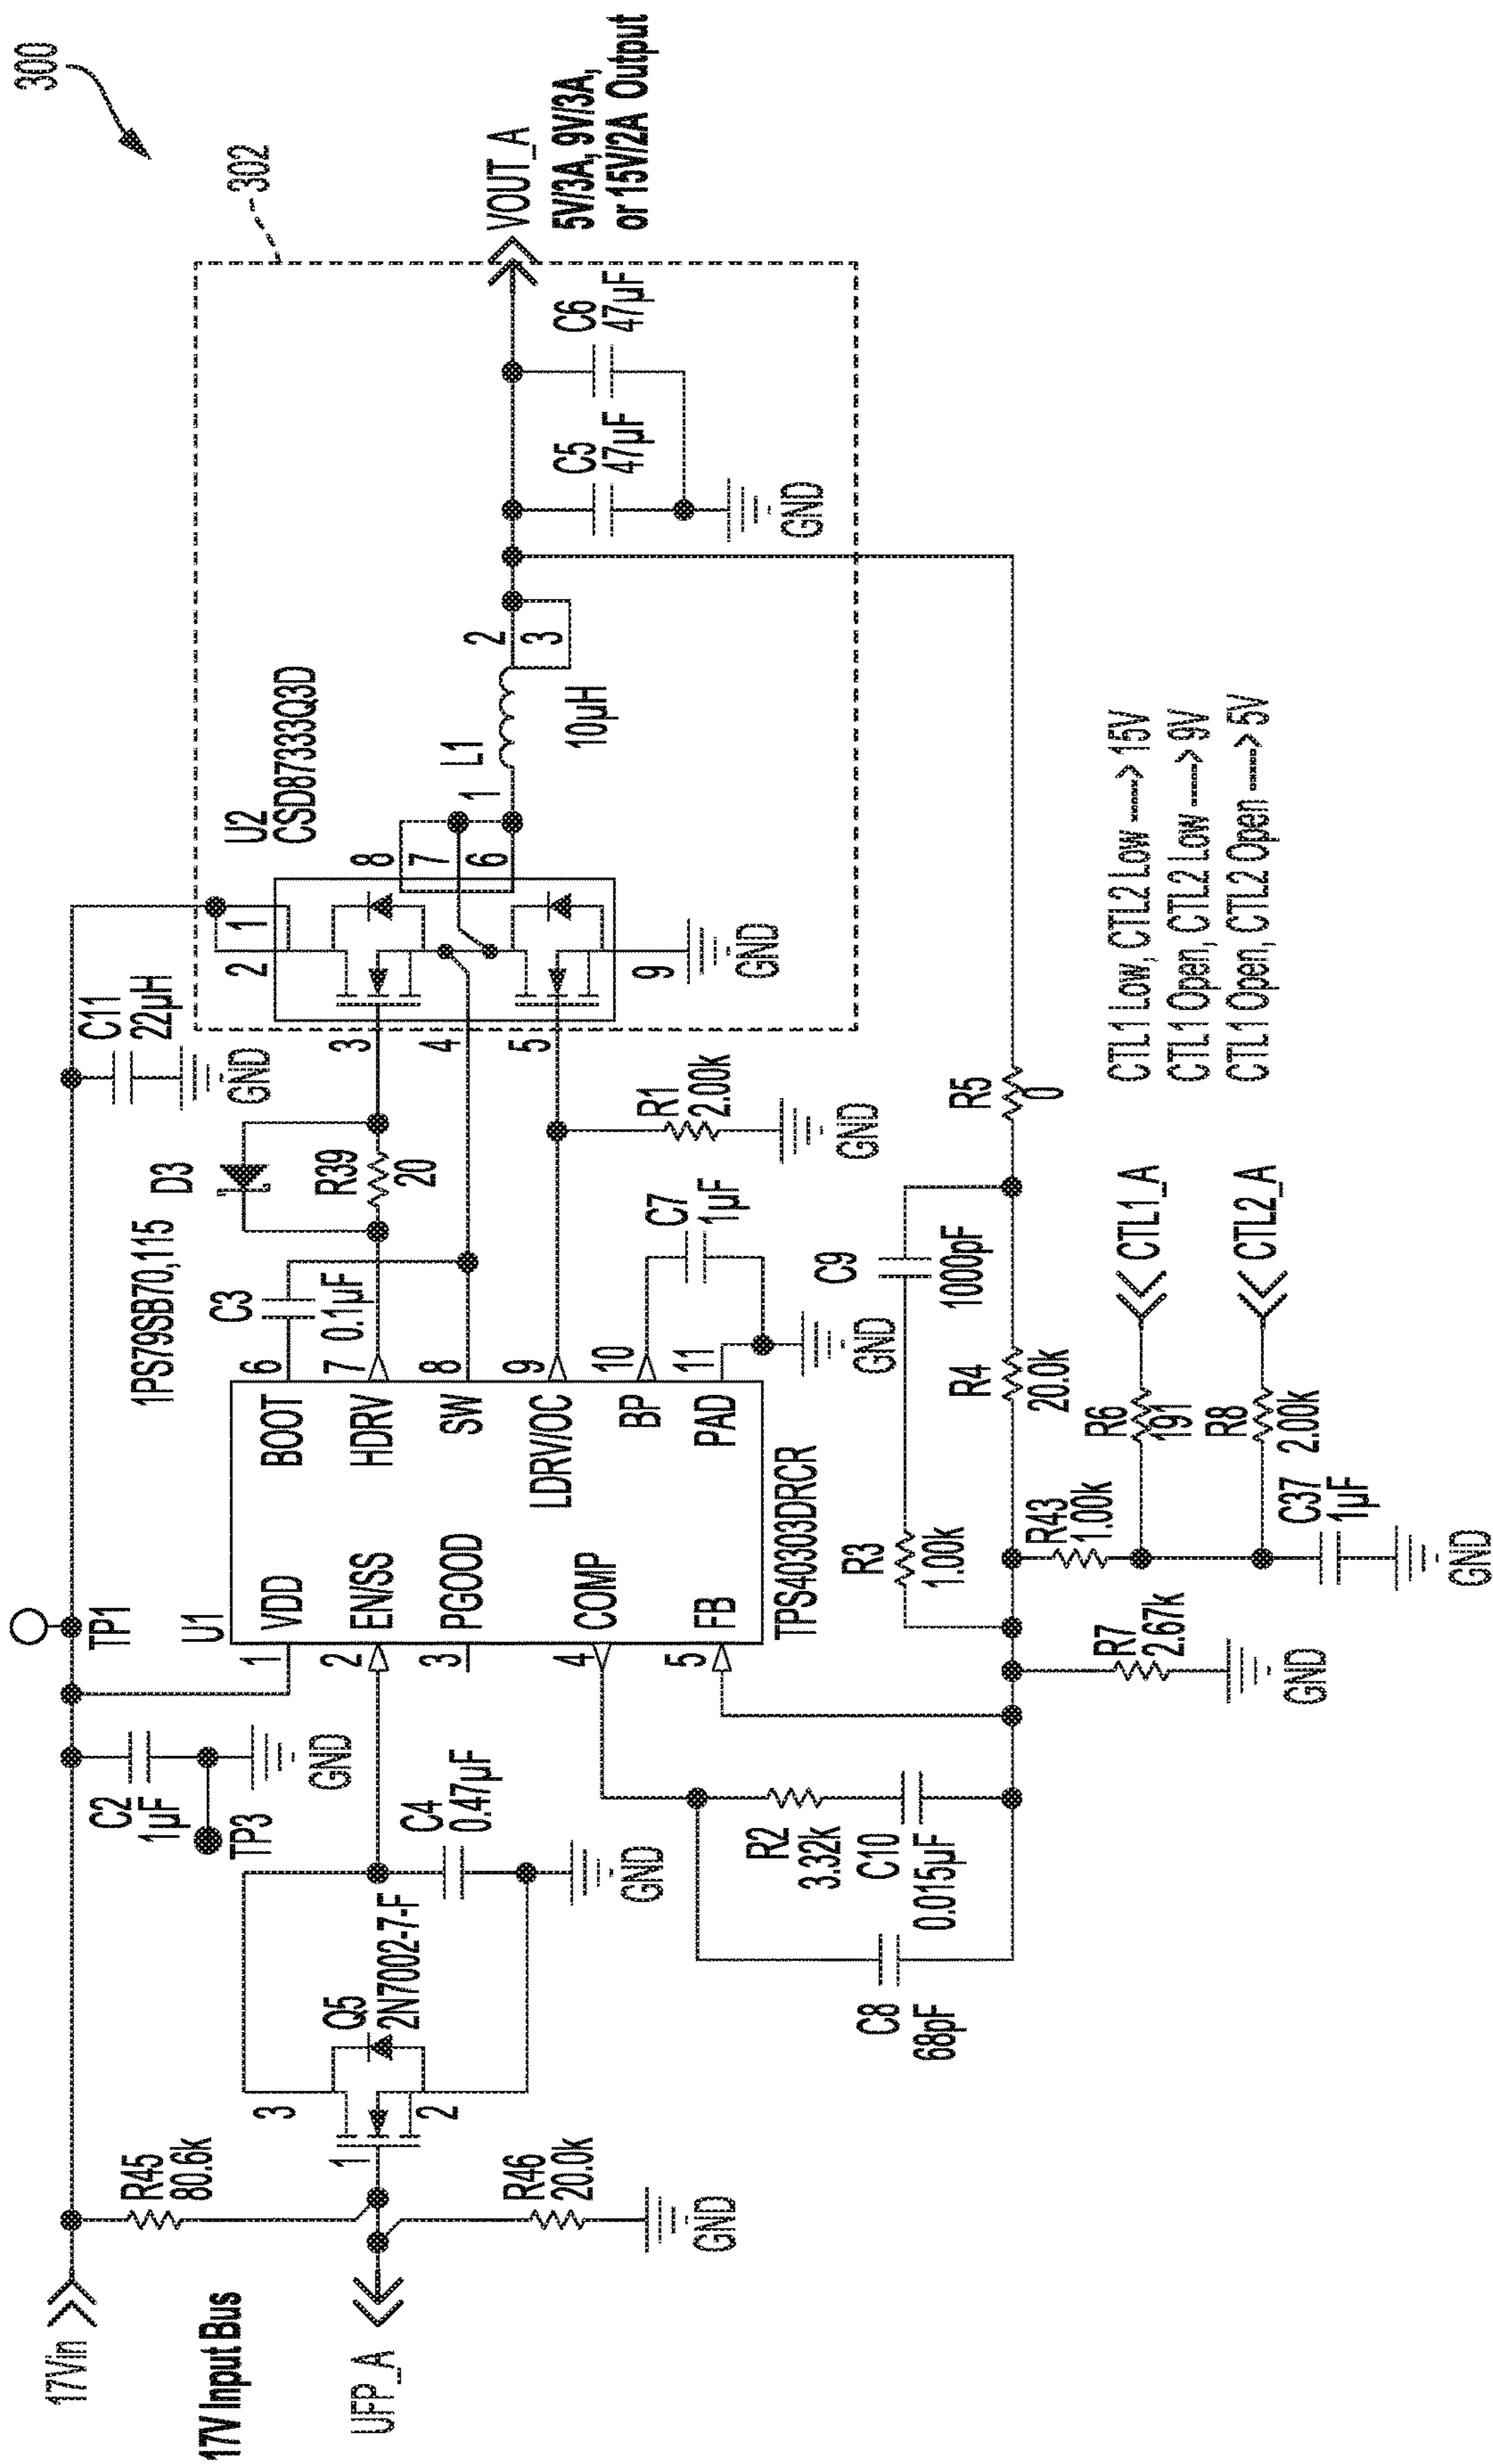 300
302
17Vin
17V Input Bus
UFP_A
R45
80.6k
R46
20.0k
GND
1
3
2
Q5
2N7002-7-F
C4
0.47µF
GND
C2
1µF
TP3
GND
TP1
U1
TPS40303DRCR
1
VDD
2
EN/SS
3
PGOOD
4
COMP
5
FB
BOOT
6
HDRV
7
SW
8
LDRV/OC
9
BP
10
PAD
11
C3
0.1µF
1PS79SB70,115
D3
R39
20
C11
22µH
GND
R1
2.00k
GND
C7
1µF
GND
U2
CSD87333Q3D
1
2
3
4
5
6
7
8
9
GND
L1
10µH
1
2
3
C5
47µF
C6
47µF
GND
VOUT_A
5V/3A, 9V/3A,
or 15V/2A Output
C8
68pF
R2
3.32k
C10
0.015µF
R7
2.67k
GND
R3
1.00k
C9
1000pF
R4
20.0k
R5
0
R43
1.00k
R6
191
CTL1_A
R8
2.00k
CTL2_A
C37
1µF
GND
CTL1 Low, CTL2 Low ----> 15V
CTL1 Open, CTL2 Low ----> 9V
CTL1 Open, CTL2 Open ----> 5V